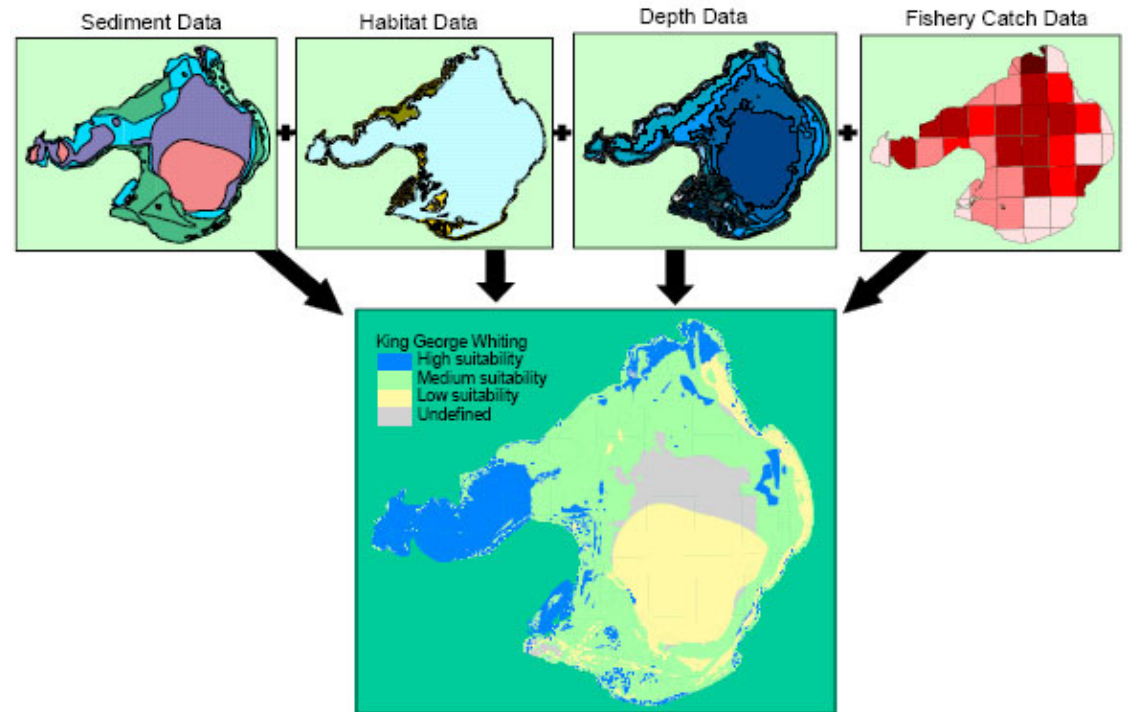 Sediment Data
Habitat Data
Depth Data
Fishery Catch Data
+ + +
King George Whiting
High suitability
Medium suitability
Low suitability
Undefined